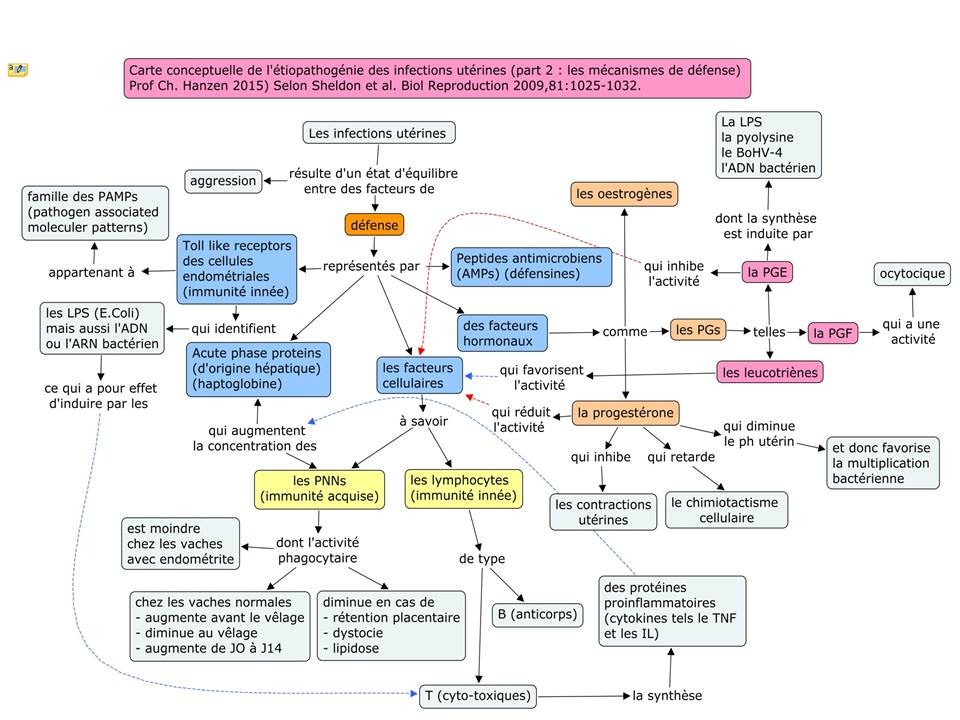 Carte conceptuelle de l'étiopathogénie des infections utérines (part 2 : les mécanismes de défense)
Prof Ch. Hanzen 2015) Selon Sheldon et al. Biol Reproduction 2009,81:1025-1032.
Les infections utérines
résulte d'un état d'équilibre
entre des facteurs de
aggression
défense
représentés par
famille des PAMPs
(pathogen associated
moleculer patterns)
appartenant à
Toll like receptors
des cellules
endométriales
(immunité innée)
Peptides antimicrobiens
(AMPs) (défensines)
les LPS (E.Coli)
mais aussi l'ADN
ou l'ARN bactérien
qui identifient
ce qui a pour effet
d'induire par les
Acute phase proteins
(d'origine hépatique)
(haptoglobine)
les facteurs
cellulaires
des facteurs
hormonaux
comme
les oestrogènes
les PGs
telles
la PGE
qui inhibe
l'activité
dont la synthèse
est induite par
La LPS
la pyolysine
le BoHV-4
l'ADN bactérien
la PGF
qui a une
activité
ocytocique
les leucotriènes
qui favorisent
l'activité
la progestérone
qui réduit
l'activité
qui diminue
le ph utérin
et donc favorise
la multiplication
bactérienne
qui inhibe
les contractions
utérines
qui retarde
le chimiotactisme
cellulaire
à savoir
qui augmentent
la concentration des
les PNNs
(immunité acquise)
les lymphocytes
(immunité innée)
dont l'activité
phagocytaire
est moindre
chez les vaches
avec endométrite
chez les vaches normales
- augmente avant le vêlage
- diminue au vêlage
- augmente de JO à J14
diminue en cas de
- rétention placentaire
- dystocie
- lipidose
de type
B (anticorps)
T (cyto-toxiques)
la synthèse
des protéines
proinflammatoires
(cytokines tels le TNF
et les IL)